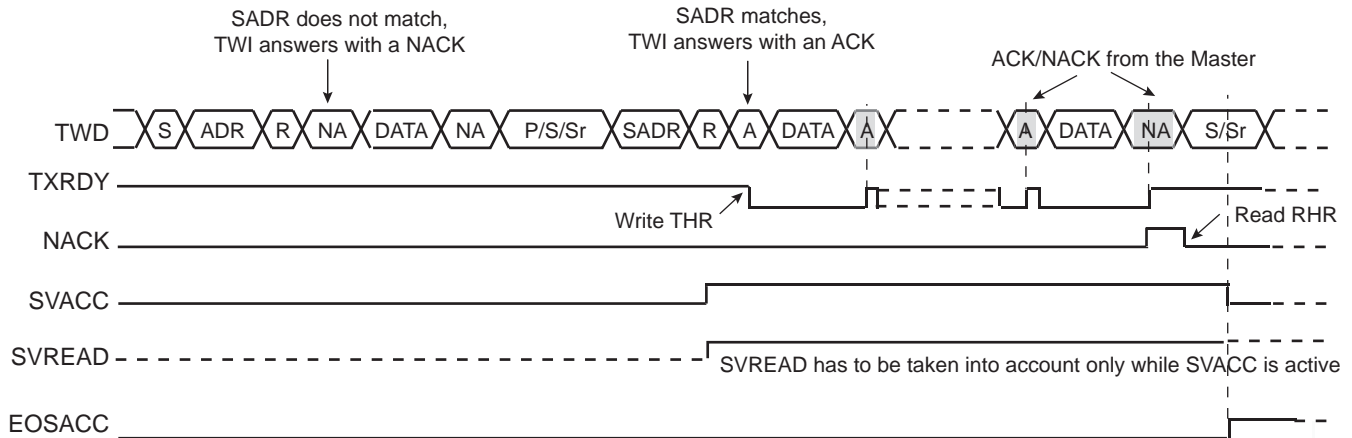 SADR does not match,
TWI answers with a NACK
SADR matches,
TWI answers with an ACK
ACK/NACK from the Master
TWD S ADR R NA DATA NA P/S/Sr SADR R A DATA A A DATA NA S/Sr
TXRDY
Write THR
Read RHR
NACK
SVACC
SVREAD
SVREAD has to be taken into account only while SVACC is active
EOSACC